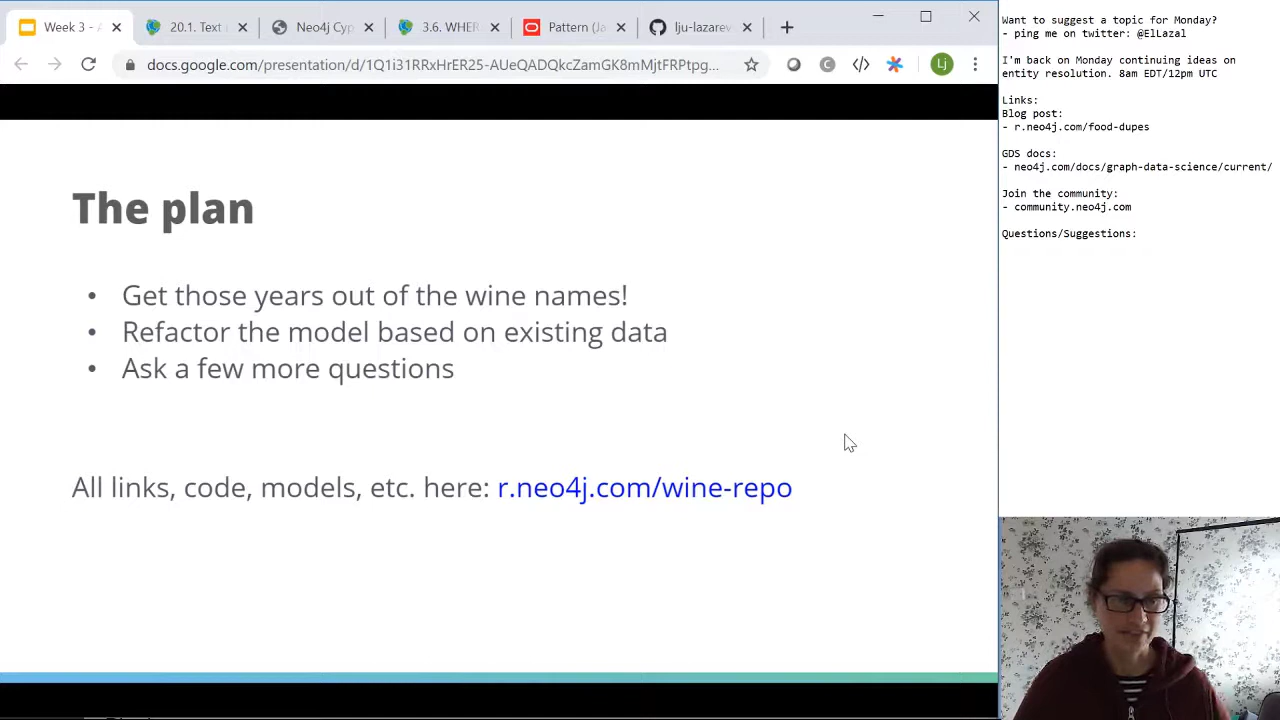 Week 3 - A
20.1. Text i
Neo4j Cyp
3.6. WHER
Pattern (Ja
lju-lazarev
docs.google.com/presentation/d/1Q1i31RRxHrER25-AUeQADQkcZamGK8mMjtFRPtpg...
Lj
The plan
• Get those years out of the wine names!
• Refactor the model based on existing data
• Ask a few more questions
All links, code, models, etc. here: r.neo4j.com/wine-repo
Want to suggest a topic for Monday?
- ping me on twitter: @ElLazal
I'm back on Monday continuing ideas on
entity resolution. 8am EDT/12pm UTC
Links:
Blog post:
- r.neo4j.com/food-dupes
GDS docs:
- neo4j.com/docs/graph-data-science/current/
Join the community:
- community.neo4j.com
Questions/Suggestions: